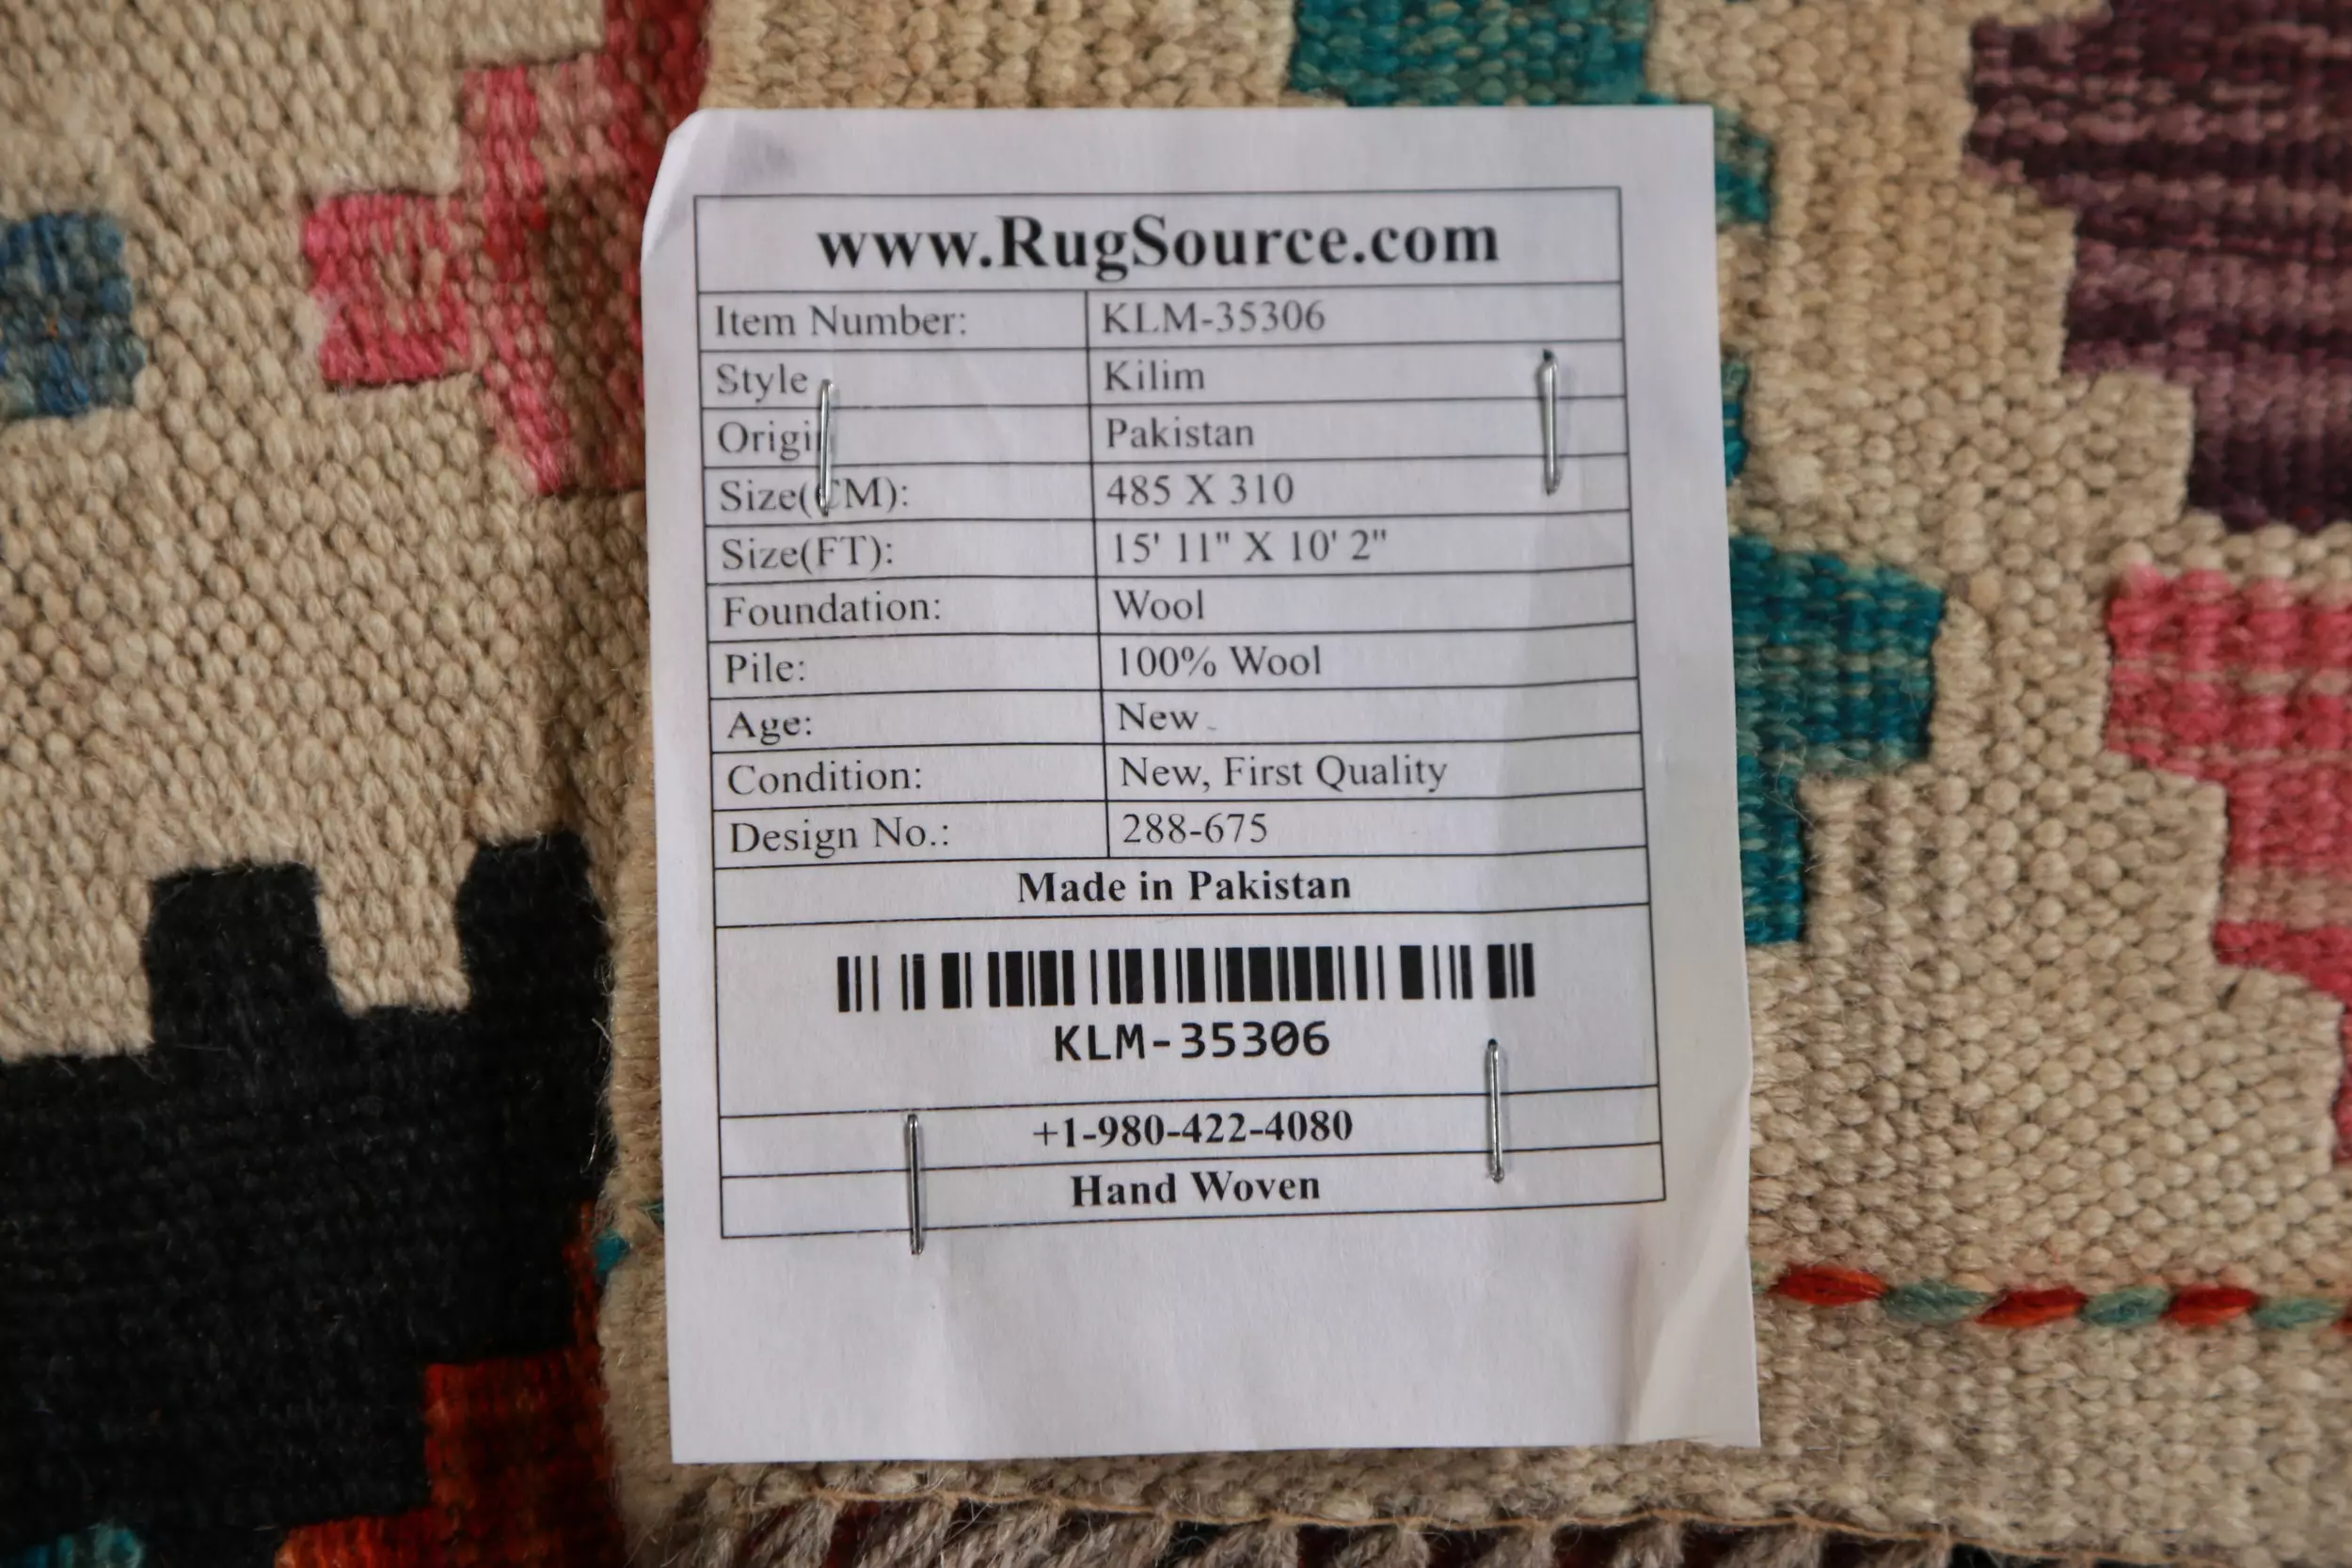 www.RugSource.com
Item Number: KLM-35306
Style Kilim
Origi Pakistan
Size(CM): 485 X 310
Size(FT): 15' 11" X 10' 2"
Foundation: Wool
Pile: 100% Wool
Age: New
Condition: New, First Quality
Design No.: 288-675
Made in Pakistan
KLM-35306
+1-980-422-4080
Hand Woven